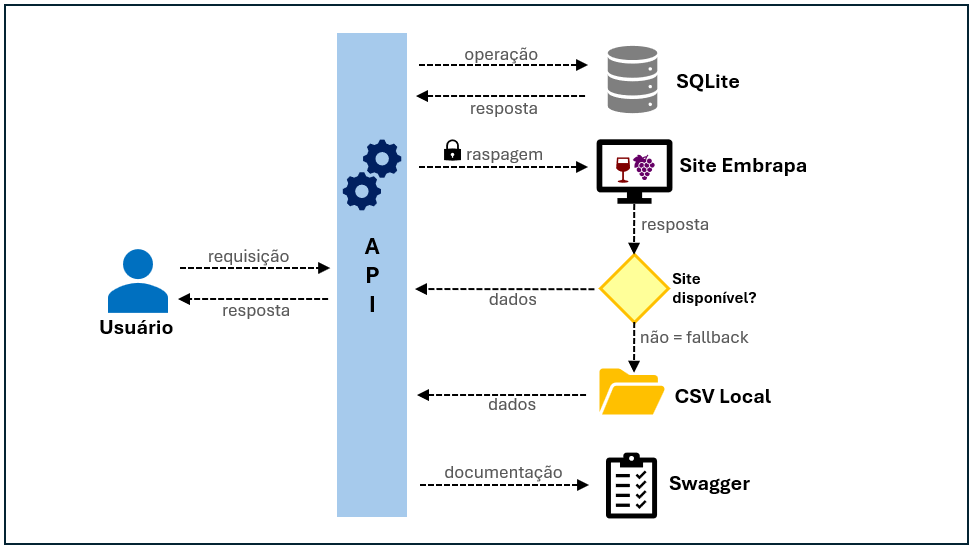 operação
SQLite
resposta
raspagem
Site Embrapa
resposta
A
P
I
requisição
resposta
Usuário
Site
disponível?
dados
não = fallback
CSV Local
dados
documentação
Swagger